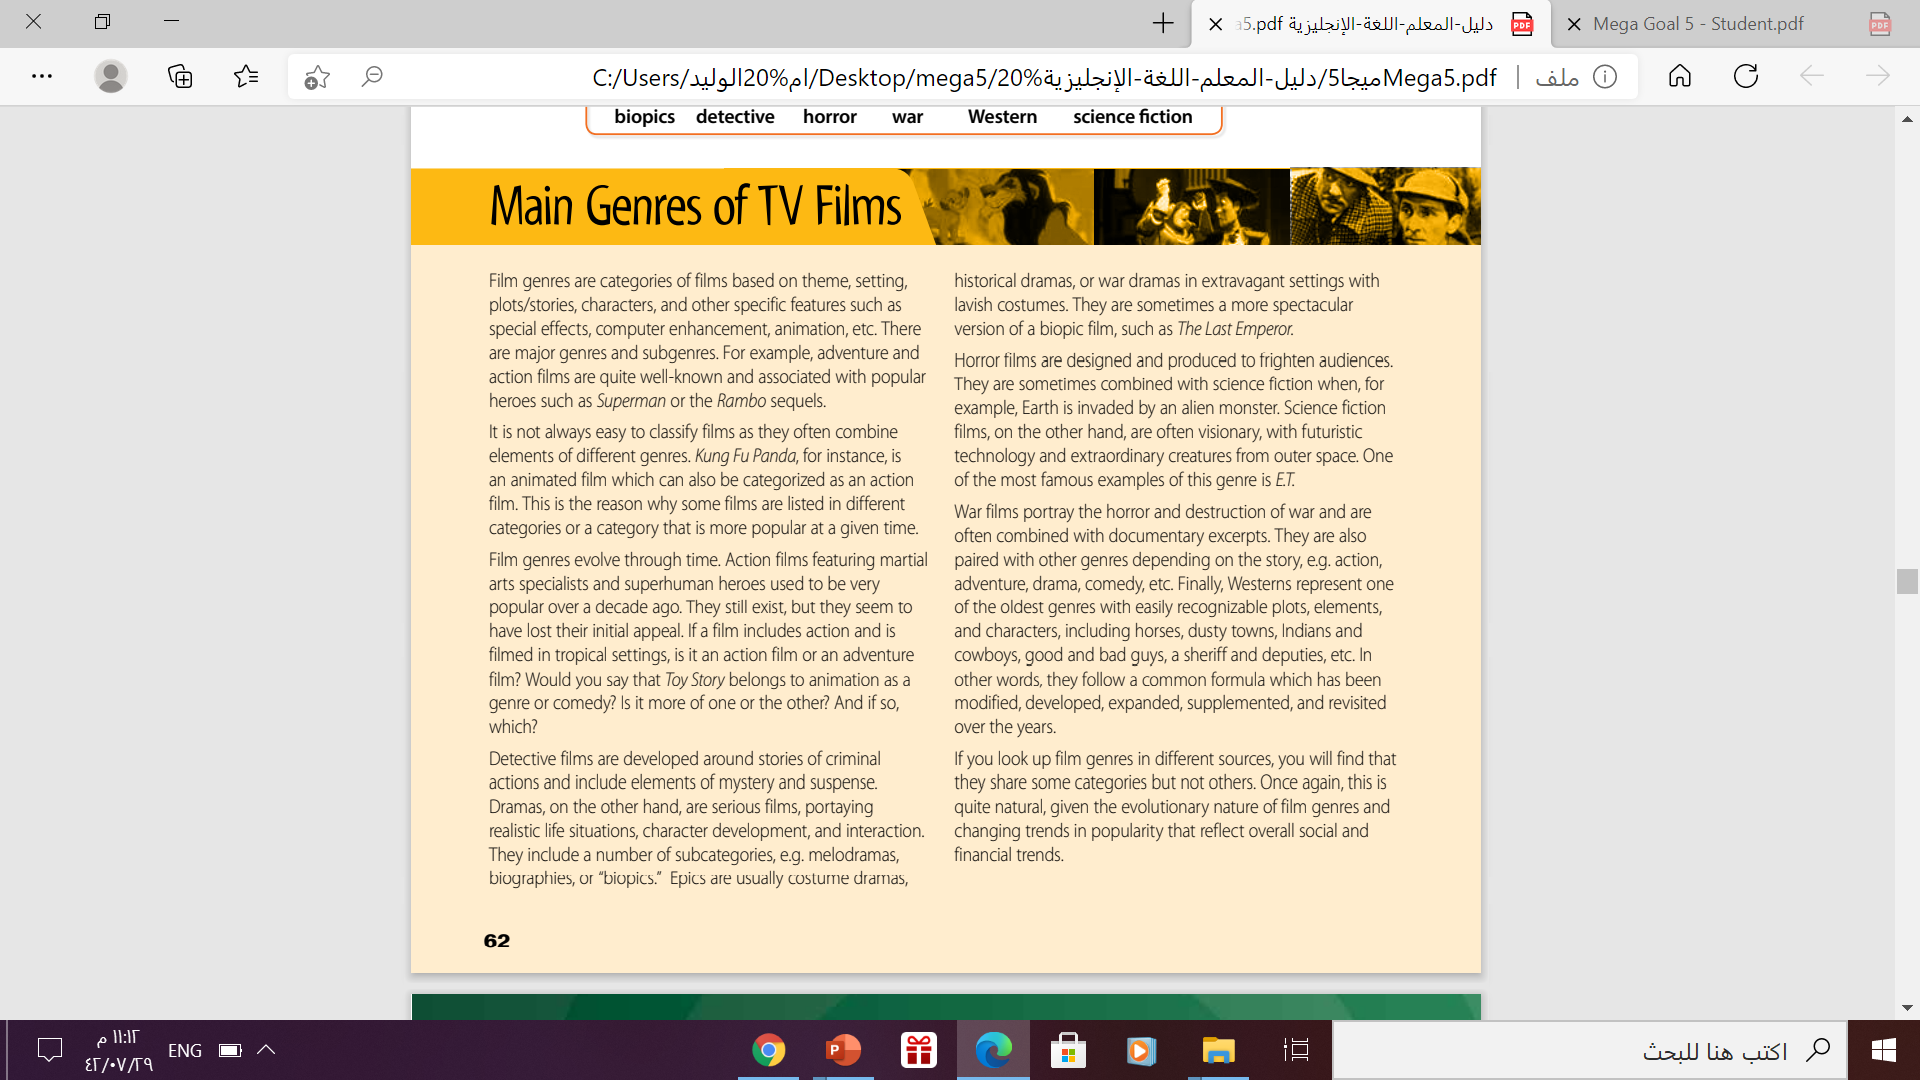 دليل-المعلم-اللغة-الإنجليزية a5.pdf
Mega Goal 5 - Student.pdf
C:/Users/ام%20الوليد/Desktop/mega5/20%دليل-المعلم-اللغة-الإنجليزية/ميجا5Mega5.pdf
ملف
biopics detective horror war Western science fiction
Main Genres of TV Films
Film genres are categories of films based on theme, setting,
plots/stories, characters, and other specific features such as
special effects, computer enhancement, animation, etc. There
are major genres and subgenres. For example, adventure and
action films are quite well-known and associated with popular
heroes such as Superman or the Rambo sequels.
It is not always easy to classify films as they often combine
elements of different genres. Kung Fu Panda, for instance, is
an animated film which can also be categorized as an action
film. This is the reason why some films are listed in different
categories or a category that is more popular at a given time.
Film genres evolve through time. Action films featuring martial
arts specialists and superhuman heroes used to be very
popular over a decade ago. They still exist, but they seem to
have lost their initial appeal. If a film includes action and is
filmed in tropical settings, is it an action film or an adventure
film? Would you say that Toy Story belongs to animation as a
genre or comedy? Is it more of one or the other? And if so,
which?
Detective films are developed around stories of criminal
actions and include elements of mystery and suspense.
Dramas, on the other hand, are serious films, portaying
realistic life situations, character development, and interaction.
They include a number of subcategories, e.g. melodramas,
biographies, or “biopics.” Epics are usually costume dramas,
historical dramas, or war dramas in extravagant settings with
lavish costumes. They are sometimes a more spectacular
version of a biopic film, such as The Last Emperor.
Horror films are designed and produced to frighten audiences.
They are sometimes combined with science fiction when, for
example, Earth is invaded by an alien monster. Science fiction
films, on the other hand, are often visionary, with futuristic
technology and extraordinary creatures from outer space. One
of the most famous examples of this genre is E.T.
War films portray the horror and destruction of war and are
often combined with documentary excerpts. They are also
paired with other genres depending on the story, e.g. action,
adventure, drama, comedy, etc. Finally, Westerns represent one
of the oldest genres with easily recognizable plots, elements,
and characters, including horses, dusty towns, Indians and
cowboys, good and bad guys, a sheriff and deputies, etc. In
other words, they follow a common formula which has been
modified, developed, expanded, supplemented, and revisited
over the years.
If you look up film genres in different sources, you will find that
they share some categories but not others. Once again, this is
quite natural, given the evolutionary nature of film genres and
changing trends in popularity that reflect overall social and
financial trends.
62
١١:١٢ م
٤٢/٠٧/٢٩
ENG
اكتب هنا للبحث